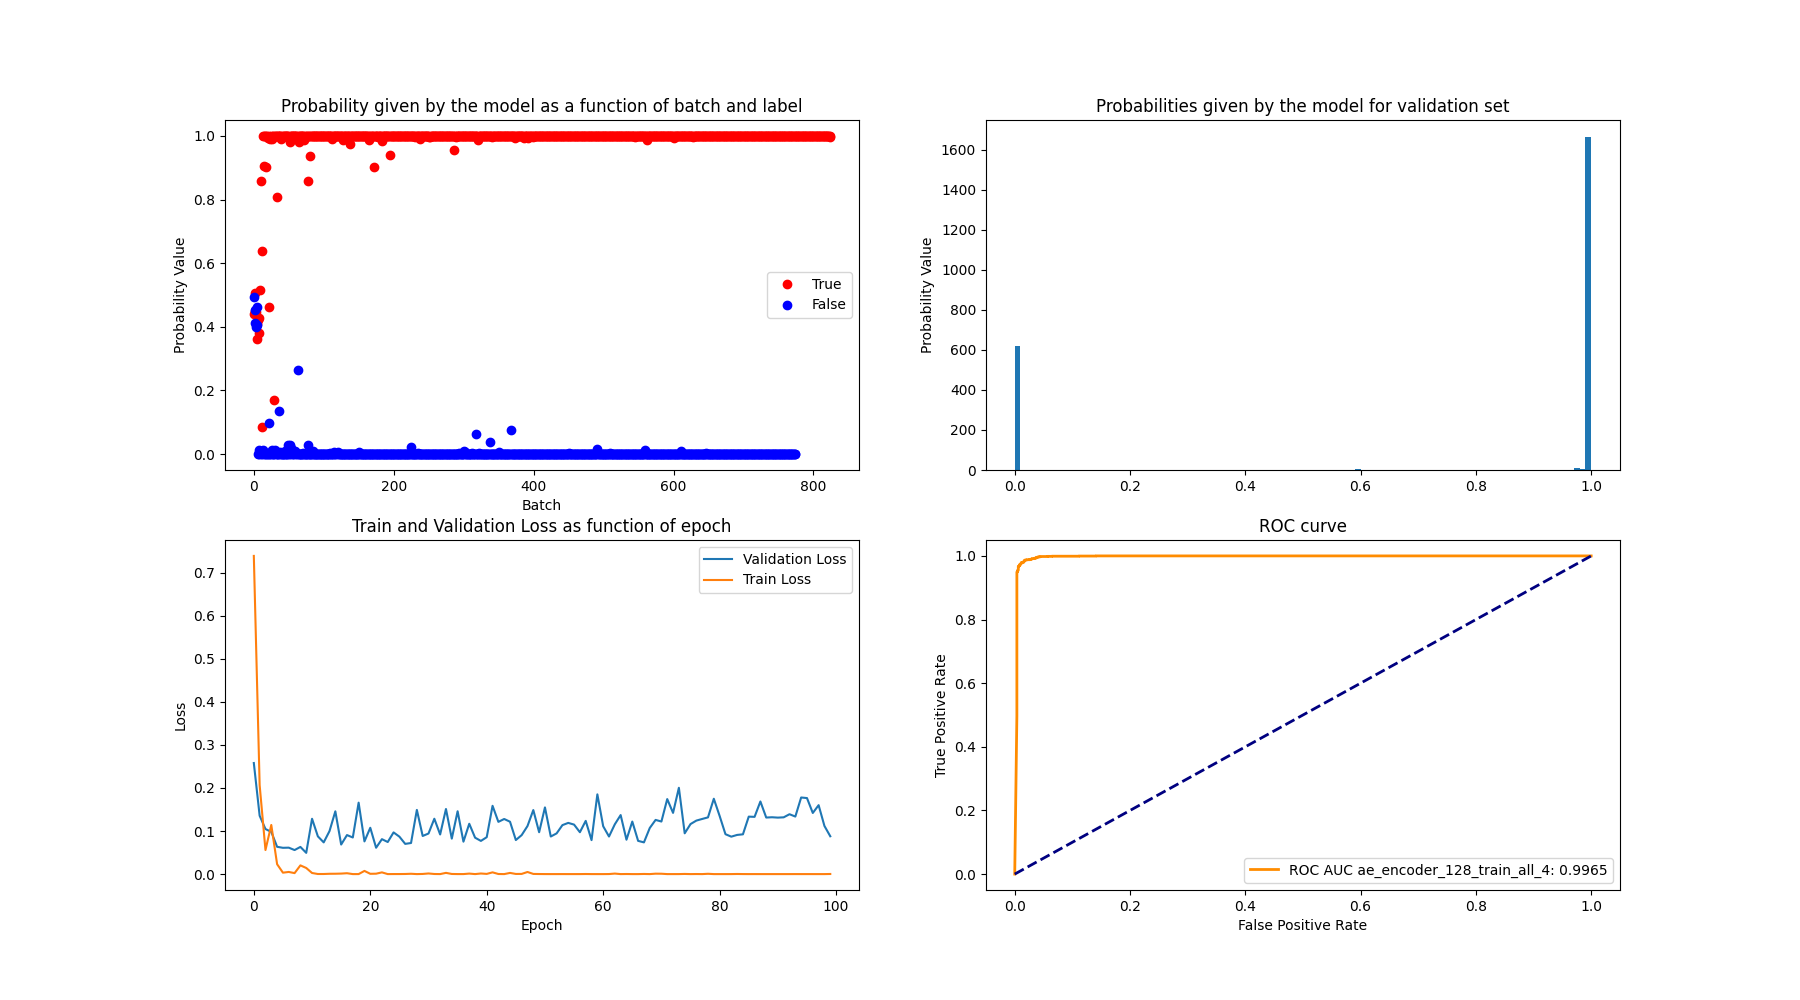 Probability given by the model as a function of batch and label
1.0
0.8
0.6
0.4
0.2
0.0
Probability Value
True
False
0 200 400 600 800
Batch
Probabilities given by the model for validation set
1600
1400
1200
1000
800
600
400
200
0
Probability Value
0.0 0.2 0.4 0.6 0.8 1.0
Train and Validation Loss as function of epoch
0.7
0.6
0.5
0.4
0.3
0.2
0.1
0.0
Loss
Validation Loss
Train Loss
0 20 40 60 80 100
Epoch
ROC curve
1.0
0.8
0.6
0.4
0.2
0.0
True Positive Rate
ROC AUC ae_encoder_128_train_all_4: 0.9965
0.0 0.2 0.4 0.6 0.8 1.0
False Positive Rate